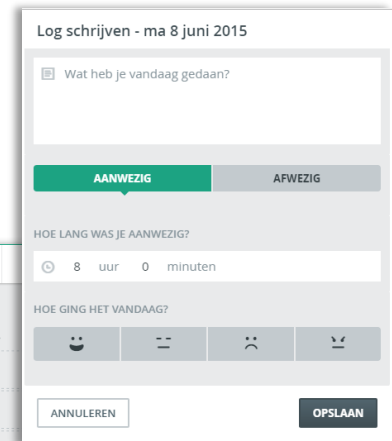 Log schrijven - ma 8 juni 2015
Wat heb je vandaag gedaan?
AANWEZIG AFWEZIG
HOE LANG WAS JE AANWEZIG?
8 uur 0 minuten
HOE GING HET VANDAAG?
ANNULEREN OPSLAAN